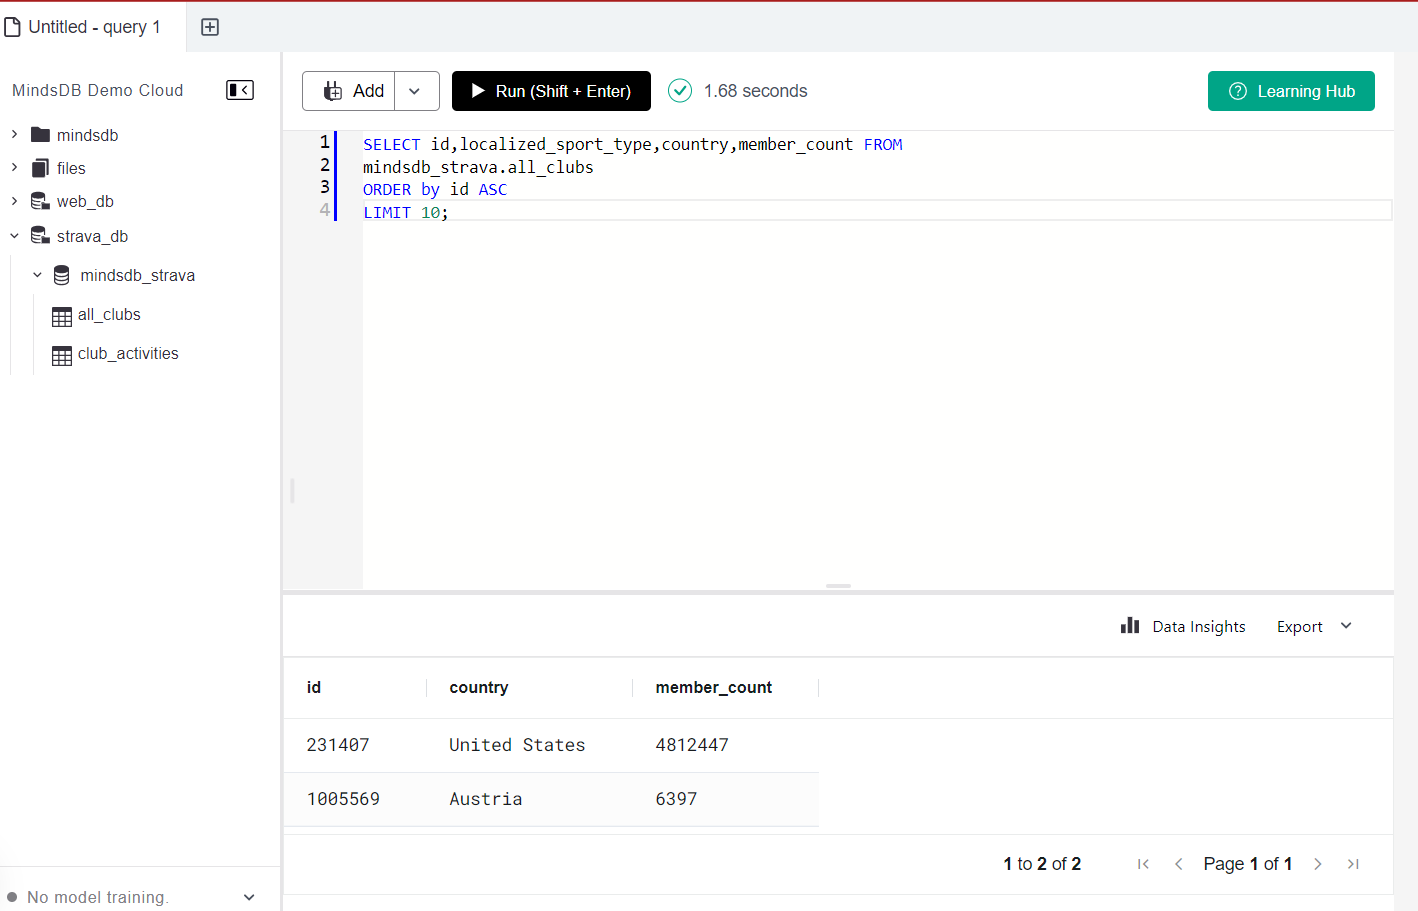 Untitled - query 1
MindsDB Demo Cloud
mindsdb
files
web_db
strava_db
mindsdb_strava
all_clubs
club_activities
No model training.
Add
Run (Shift + Enter)
1.68 seconds
Learning Hub
1 SELECT id,localized_sport_type,country,member_count FROM
2 mindsdb_strava.all_clubs
3 ORDER by id ASC
4 LIMIT 10;
Data Insights Export
id country member_count
231407 United States 4812447
1005569 Austria 6397
1 to 2 of 2 Page 1 of 1